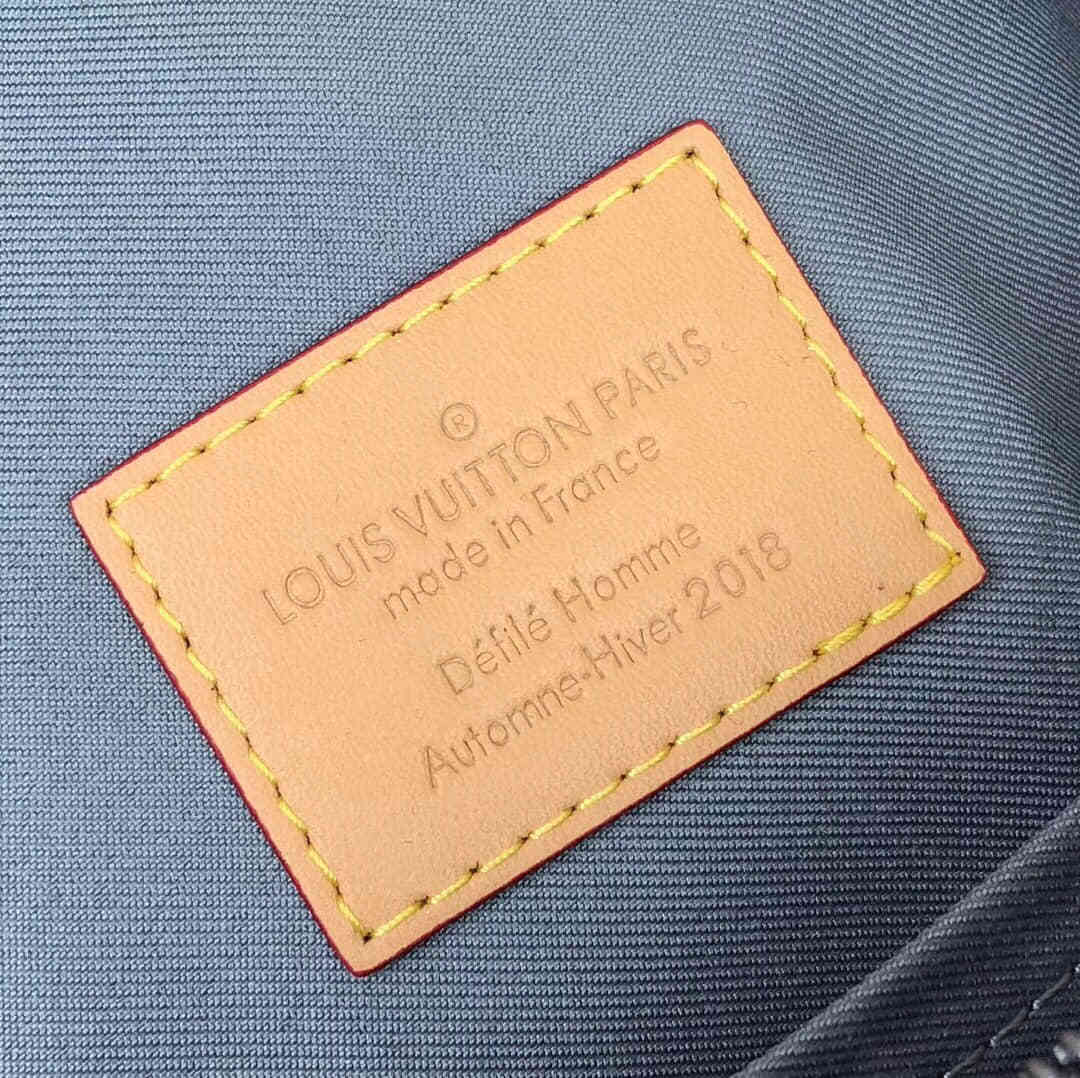 ®
LOUIS VUITTON PARIS
made in France
Défilé Homme
Automne-Hiver 2018